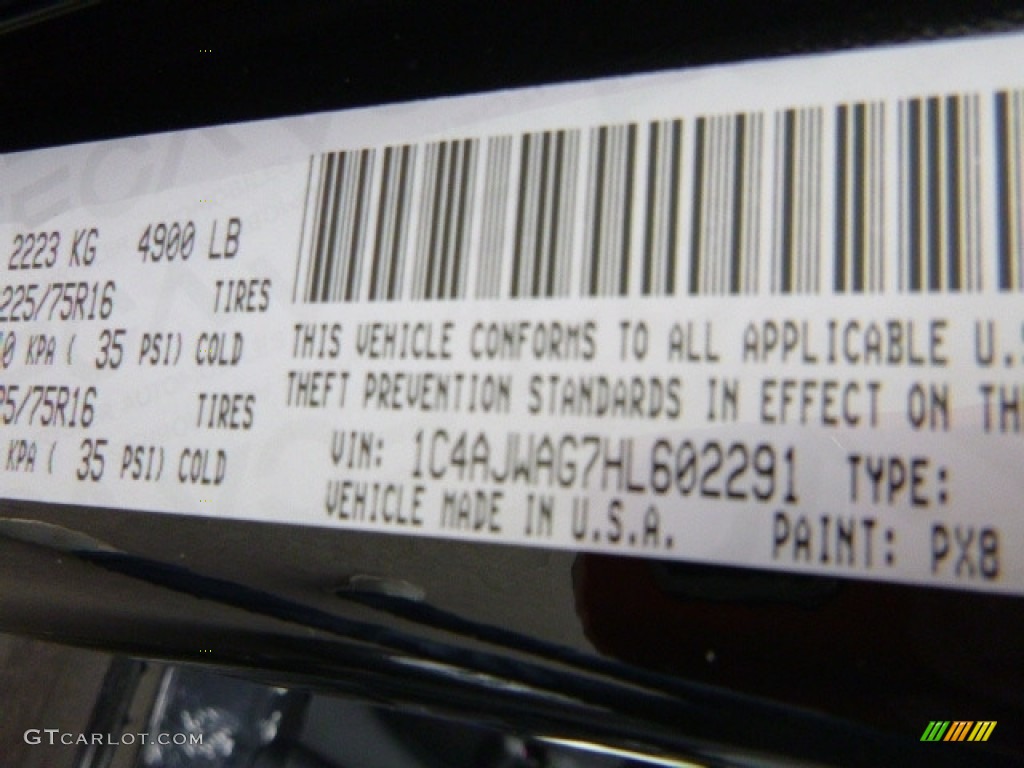 2223 KG 4900 LB
225/75R16 TIRES
0 KPA ( 35 PSI) COLD
5/75R16 TIRES
KPA ( 35 PSI) COLD
THIS VEHICLE CONFORMS TO ALL APPLICABLE U.S
THEFT PREVENTION STANDARDS IN EFFECT ON TH
VIN: 1C4AJWAG7HL602291 TYPE:
VEHICLE MADE IN U.S.A. PAINT: PX8
GTCARLOT.COM